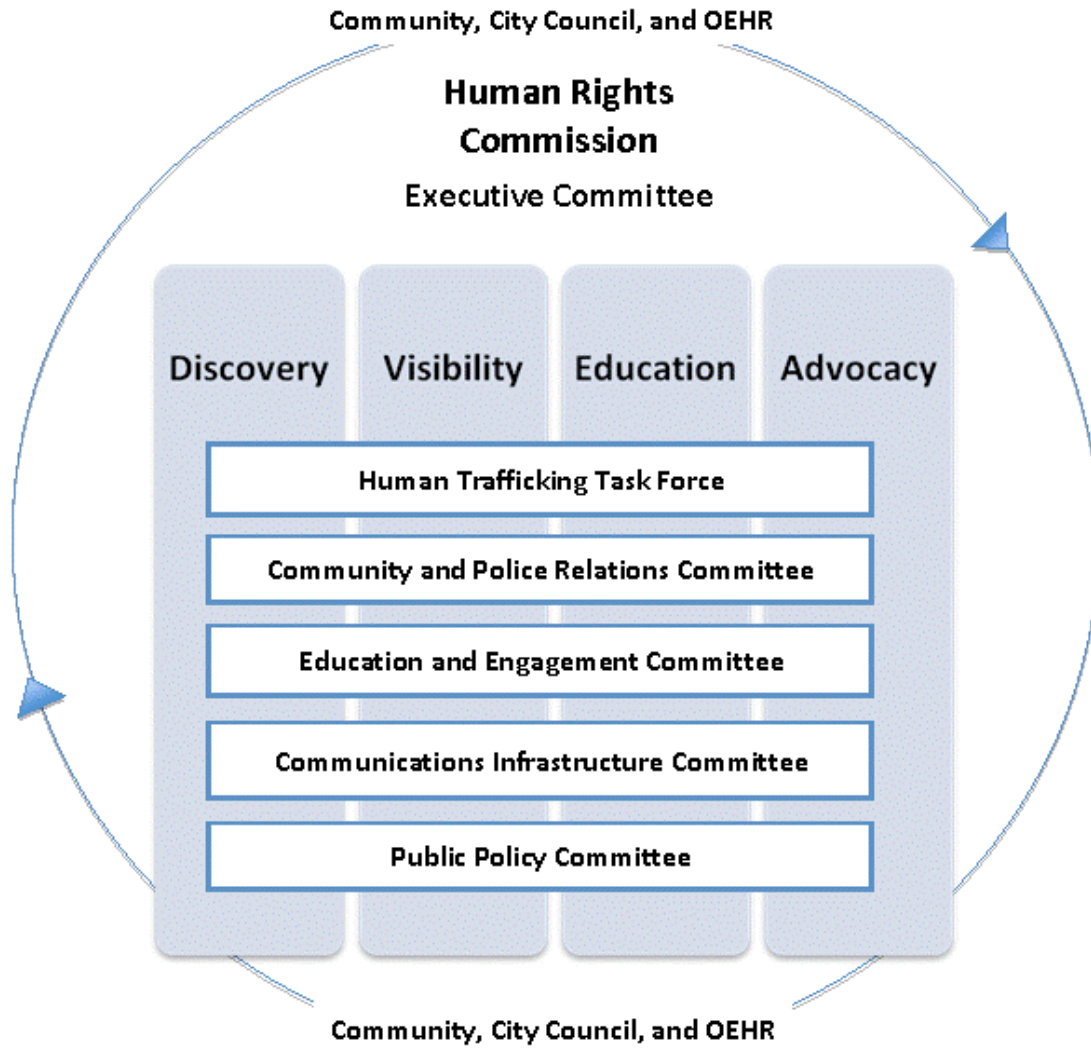 Community, City Council, and OEHR
Human Rights
Commission
Executive Committee
Discovery
Visibility
Education
Advocacy
Human Trafficking Task Force
Community and Police Relations Committee
Education and Engagement Committee
Communications Infrastructure Committee
Public Policy Committee
Community, City Council, and OEHR